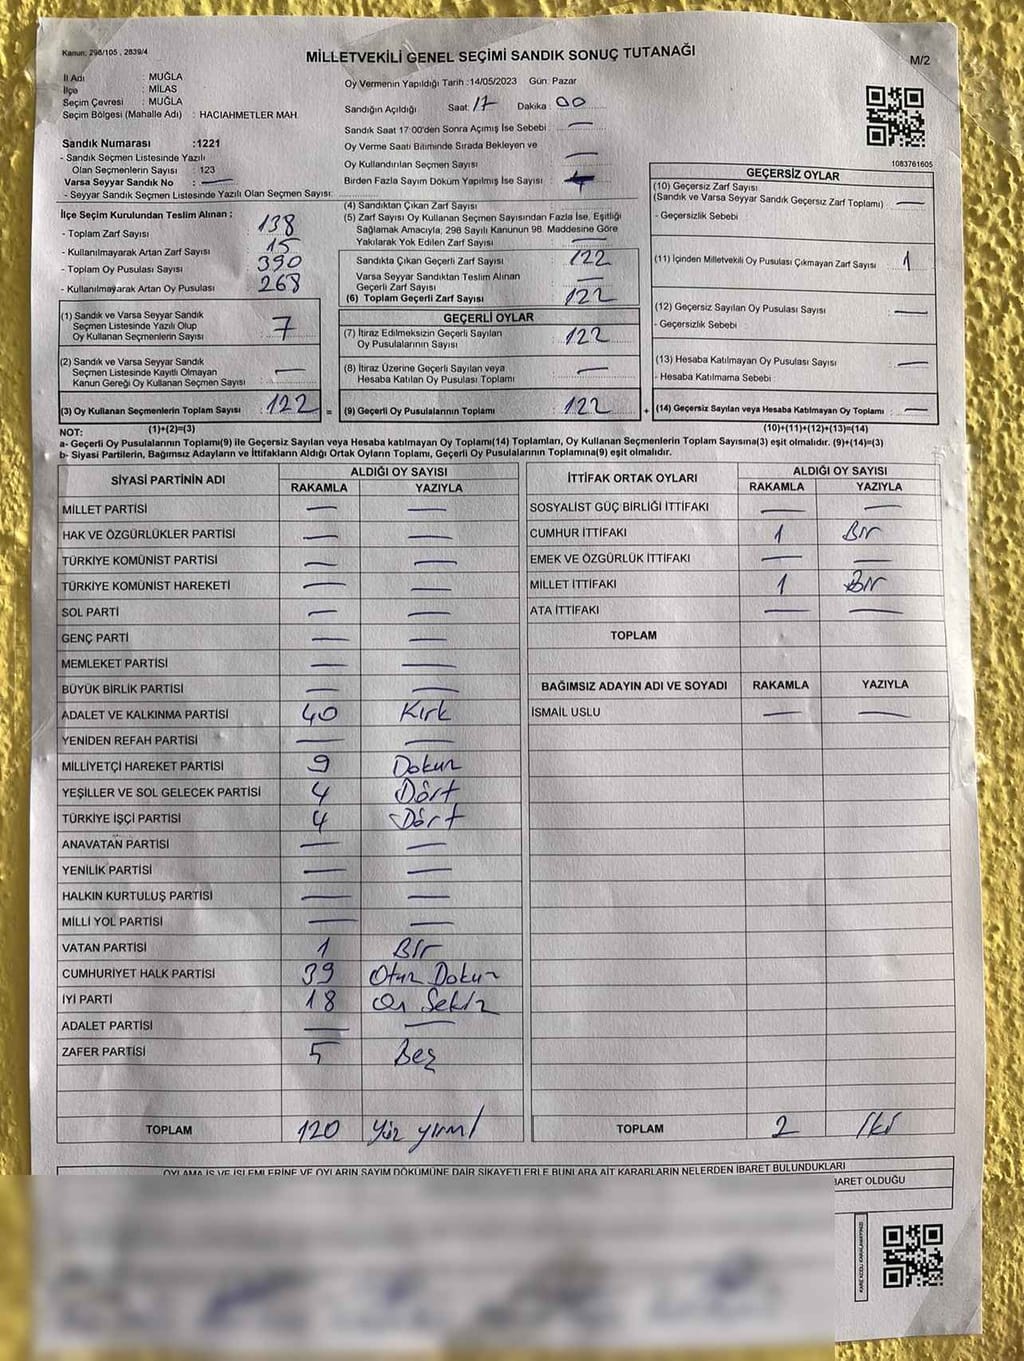 Kanun: 298/105 , 2839/4
MİLLETVEKİLİ GENEL SEÇİMİ SANDIK SONUÇ TUTANAĞI
M/2
İl Adı : MUĞLA
İlçe : MİLAS
Seçim Çevresi : MUĞLA
Seçim Bölgesi (Mahalle Adı) : HACIAHMETLER MAH.
Sandık Numarası :1221
- Sandık Seçmen Listesinde Yazılı
Olan Seçmenlerin Sayısı : 123
Varsa Seyyar Sandık No : —
- Seyyar Sandık Seçmen Listesinde Yazılı Olan Seçmen Sayısı:
Oy Vermenin Yapıldığı Tarih :14/05/2023 Gün: Pazar
Sandığın Açıldığı Saat: 17 Dakika : 00
Sandık Saat 17:00'den Sonra Açımış İse Sebebi : —
Oy Verme Saati Bitiminde Sırada Bekleyen ve
Oy Kullandırılan Seçmen Sayısı : —
Birden Fazla Sayım Döküm Yapılmış İse Sayısı :
1083761605
İlçe Seçim Kurulundan Teslim Alınan :
- Toplam Zarf Sayısı : 138
- Kullanılmayarak Artan Zarf Sayısı : 15
- Toplam Oy Pusulası Sayısı : 390
- Kullanılmayarak Artan Oy Pusulası : 268
(1) Sandık ve Varsa Seyyar Sandık
Seçmen Listesinde Yazılı Olup
Oy Kullanan Seçmenlerin Sayısı : 7
(2) Sandık ve Varsa Seyyar Sandık
Seçmen Listesinde Kayıtlı Olmayan
Kanun Gereği Oy Kullanan Seçmen Sayısı : —
(3) Oy Kullanan Seçmenlerin Toplam Sayısı : 122 =
(1)+(2)=(3)
(4) Sandıktan Çıkan Zarf Sayısı :
(5) Zarf Sayısı Oy Kullanan Seçmen Sayısından Fazla İse, Eşitliği
Sağlamak Amacıyla, 298 Sayılı Kanunun 98. Maddesine Göre
Yakılarak Yok Edilen Zarf Sayısı : —
Sandıkta Çıkan Geçerli Zarf Sayısı : 122
Varsa Seyyar Sandıktan Teslim Alınan
Geçerli Zarf Sayısı : —
(6) Toplam Geçerli Zarf Sayısı : 122
GEÇERLİ OYLAR
(7) İtiraz Edilmeksizin Geçerli Sayılan
Oy Pusulalarının Sayısı : 122
(8) İtiraz Üzerine Geçerli Sayılan veya
Hesaba Katılan Oy Pusulası Toplamı : —
(9) Geçerli Oy Pusulalarının Toplamı : 122 +
GEÇERSİZ OYLAR
(10) Geçersiz Zarf Sayısı :
(Sandık ve Varsa Seyyar Sandık Geçersiz Zarf Toplamı) —
- Geçersizlik Sebebi :
(11) İçinden Milletvekili Oy Pusulası Çıkmayan Zarf Sayısı : 1
(12) Geçersiz Sayılan Oy Pusulası Sayısı : —
- Geçersizlik Sebebi :
(13) Hesaba Katılmayan Oy Pusulası Sayısı : —
- Hesaba Katılmama Sebebi :
(14) Geçersiz Sayılan veya Hesaba Katılmayan Oy Toplamı : —
(10)+(11)+(12)+(13)=(14)
NOT:
a- Geçerli Oy Pusulalarının Toplamı(9) ile Geçersiz Sayılan veya Hesaba katılmayan Oy Toplamı(14) Toplamları, Oy Kullanan Seçmenlerin Toplam Sayısına(3) eşit olmalıdır. (9)+(14)=(3)
b- Siyasi Partilerin, Bağımsız Adayların ve İttifakların Aldığı Ortak Oyların Toplamı, Geçerli Oy Pusulalarının Toplamına(9) eşit olmalıdır.
SİYASİ PARTİNİN ADI ALDIĞI OY SAYISI
RAKAMLA YAZIYLA
MİLLET PARTİSİ — —
HAK VE ÖZGÜRLÜKLER PARTİSİ — —
TÜRKİYE KOMÜNİST PARTİSİ — —
TÜRKİYE KOMÜNİST HAREKETİ — —
SOL PARTİ — —
GENÇ PARTİ — —
MEMLEKET PARTİSİ — —
BÜYÜK BİRLİK PARTİSİ — —
ADALET VE KALKINMA PARTİSİ 40 Kırk
YENİDEN REFAH PARTİSİ — —
MİLLİYETÇİ HAREKET PARTİSİ 9 Dokuz
YEŞİLLER VE SOL GELECEK PARTİSİ 4 Dört
TÜRKİYE İŞÇİ PARTİSİ 4 Dört
ANAVATAN PARTİSİ — —
YENİLİK PARTİSİ — —
HALKIN KURTULUŞ PARTİSİ — —
MİLLİ YOL PARTİSİ — —
VATAN PARTİSİ 1 Bir
CUMHURİYET HALK PARTİSİ 39 Otuz Dokuz
İYİ PARTİ 18 On Sekiz
ADALET PARTİSİ — —
ZAFER PARTİSİ 5 Beş
TOPLAM 120 Yüz yirmi
İTTİFAK ORTAK OYLARI ALDIĞI OY SAYISI
RAKAMLA YAZIYLA
SOSYALİST GÜÇ BİRLİĞİ İTTİFAKI — —
CUMHUR İTTİFAKI 1 Bir
EMEK VE ÖZGÜRLÜK İTTİFAKI — —
MİLLET İTTİFAKI 1 Bir
ATA İTTİFAKI — —
TOPLAM
BAĞIMSIZ ADAYIN ADI VE SOYADI RAKAMLA YAZIYLA
İSMAİL USLU — —
TOPLAM 2 İki
OYLAMA İŞ VE İŞLEMLERİNE VE OYLARIN SAYIM DÖKÜMÜNE DAİR ŞİKAYETLERLE BUNLARA AİT KARARLARIN NELERDEN İBARET BULUNDUKLARI
İBARET OLDUĞU